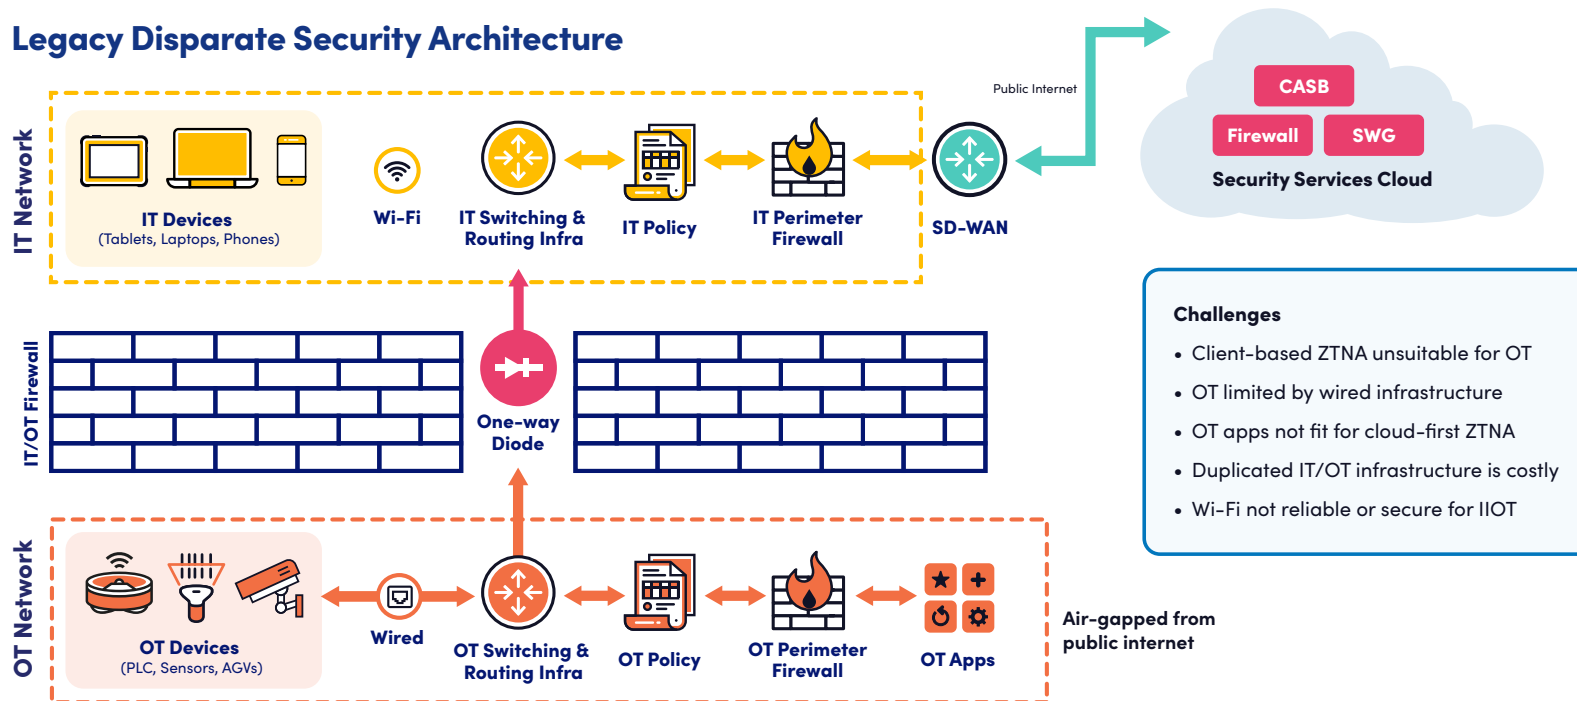 Legacy Disparate Security Architecture
IT Network
IT Devices
(Tablets, Laptops, Phones)
Wi-Fi
IT Switching &
Routing Infra
IT Policy
IT Perimeter
Firewall
SD-WAN
Public Internet
CASB
Firewall
SWG
Security Services Cloud
IT/OT Firewall
One-way
Diode
Challenges
• Client-based ZTNA unsuitable for OT
• OT limited by wired infrastructure
• OT apps not fit for cloud-first ZTNA
• Duplicated IT/OT infrastructure is costly
• Wi-Fi not reliable or secure for IIOT
OT Network
OT Devices
(PLC, Sensors, AGVs)
Wired
OT Switching &
Routing Infra
OT Policy
OT Perimeter
Firewall
OT Apps
Air-gapped from
public internet